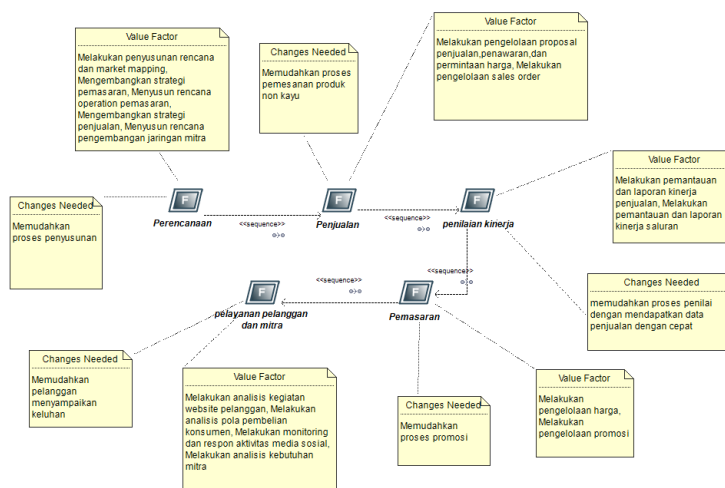 Value Factor
Melakukan penyusunan rencana
dan market mapping,
Mengembangkan strategi
pemasaran, Menyusun rencana
operation pemasaran,
Mengembangkan strategi
penjualan, Menyusun rencana
pengembangan jaringan mitra
Changes Needed
Memudahkan proses
pemesanan produk
non kayu
Value Factor
Melakukan pengelolaan proposal
penjualan,penawaran,dan
permintaan harga, Melakukan
pengelolaan sales order
Value Factor
Melakukan pemantauan
dan laporan kinerja
penjualan, Melakukan
pemantauan dan laporan
kinerja saluran
Changes Needed
Memudahkan
proses penyusunan
F
Perencanaan
<<sequence>>
F
Penjualan
<<sequence>>
F
penilaian kinerja
<<sequence>>
F
Pemasaran
<<sequence>>
F
pelayanan pelanggan
dan mitra
Changes Needed
memudahkan proses penilai
dengan mendapatkan data
penjualan dengan cepat
Changes Needed
Memudahkan
pelanggan
menyampaikan
keluhan
Value Factor
Melakukan analisis kegiatan
website pelanggan, Melakukan
analisis pola pembelian
konsumen, Melakukan monitoring
dan respon aktivitas media sosial,
Melakukan analisis kebutuhan
mitra
Changes Needed
Memudahkan
proses promosi
Value Factor
Melakukan
pengelolaan harga,
Melakukan
pengelolaan promosi